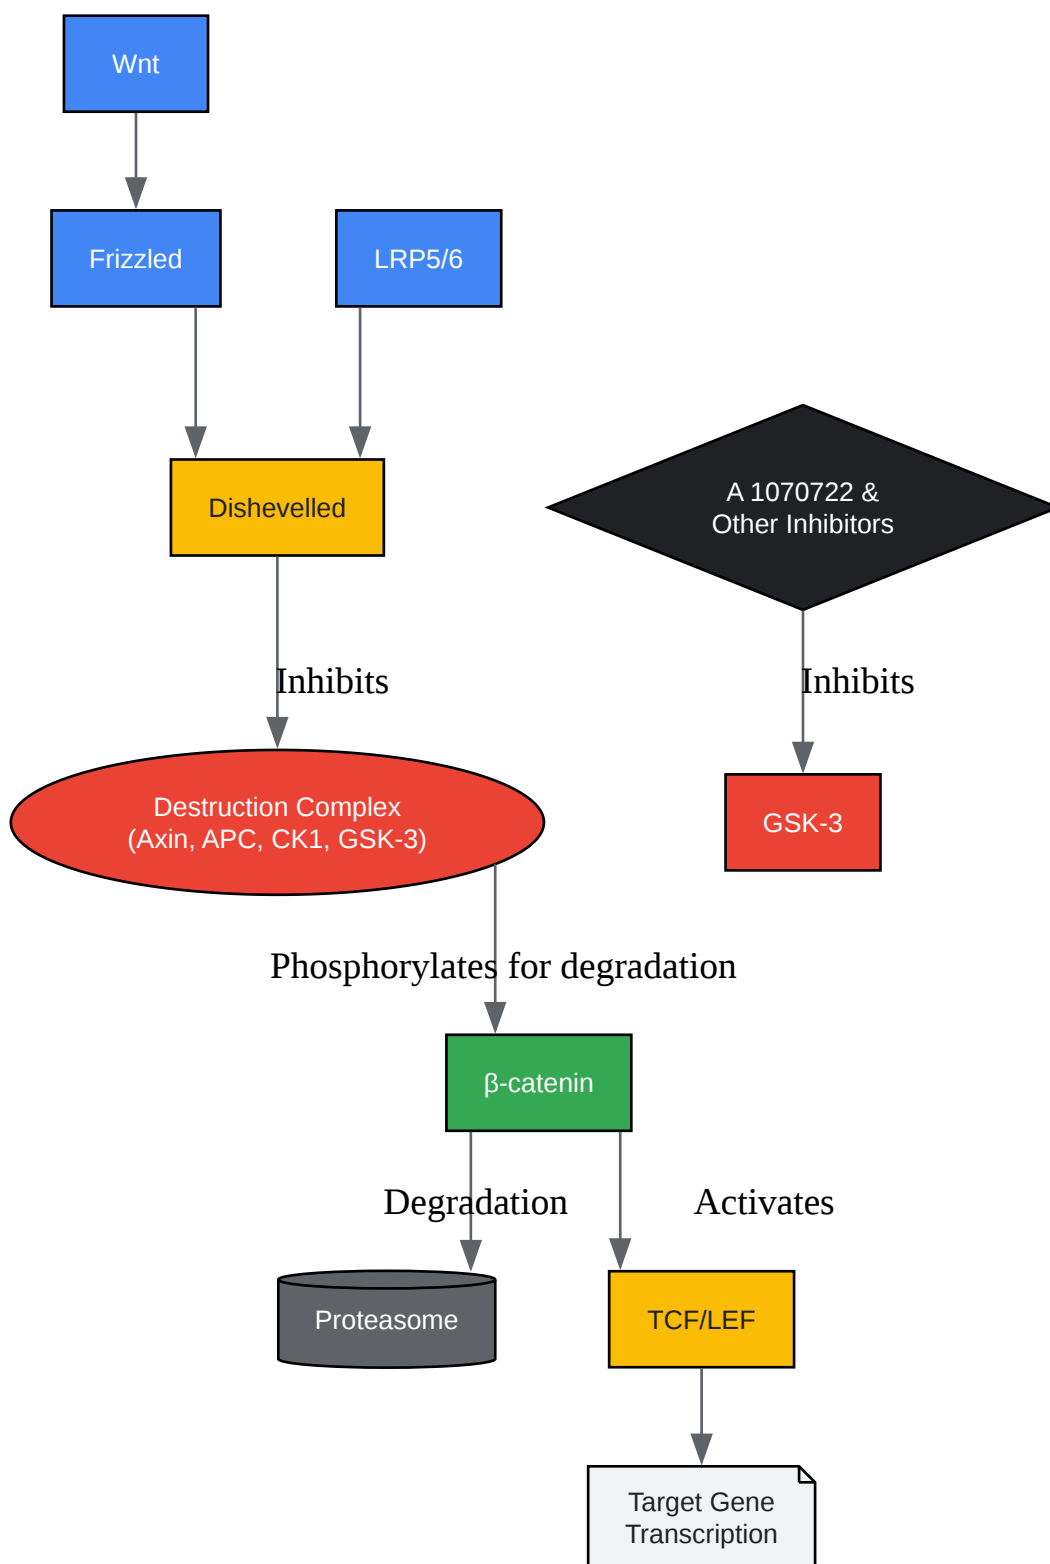 Wnt
Frizzled
LRP5/6
Dishevelled
A 1070722 &
Other Inhibitors
Inhibits
Inhibits
Destruction Complex
(Axin, APC, CK1, GSK-3)
GSK-3
Phosphorylates for degradation
β-catenin
Degradation
Activates
Proteasome
TCF/LEF
Target Gene
Transcription